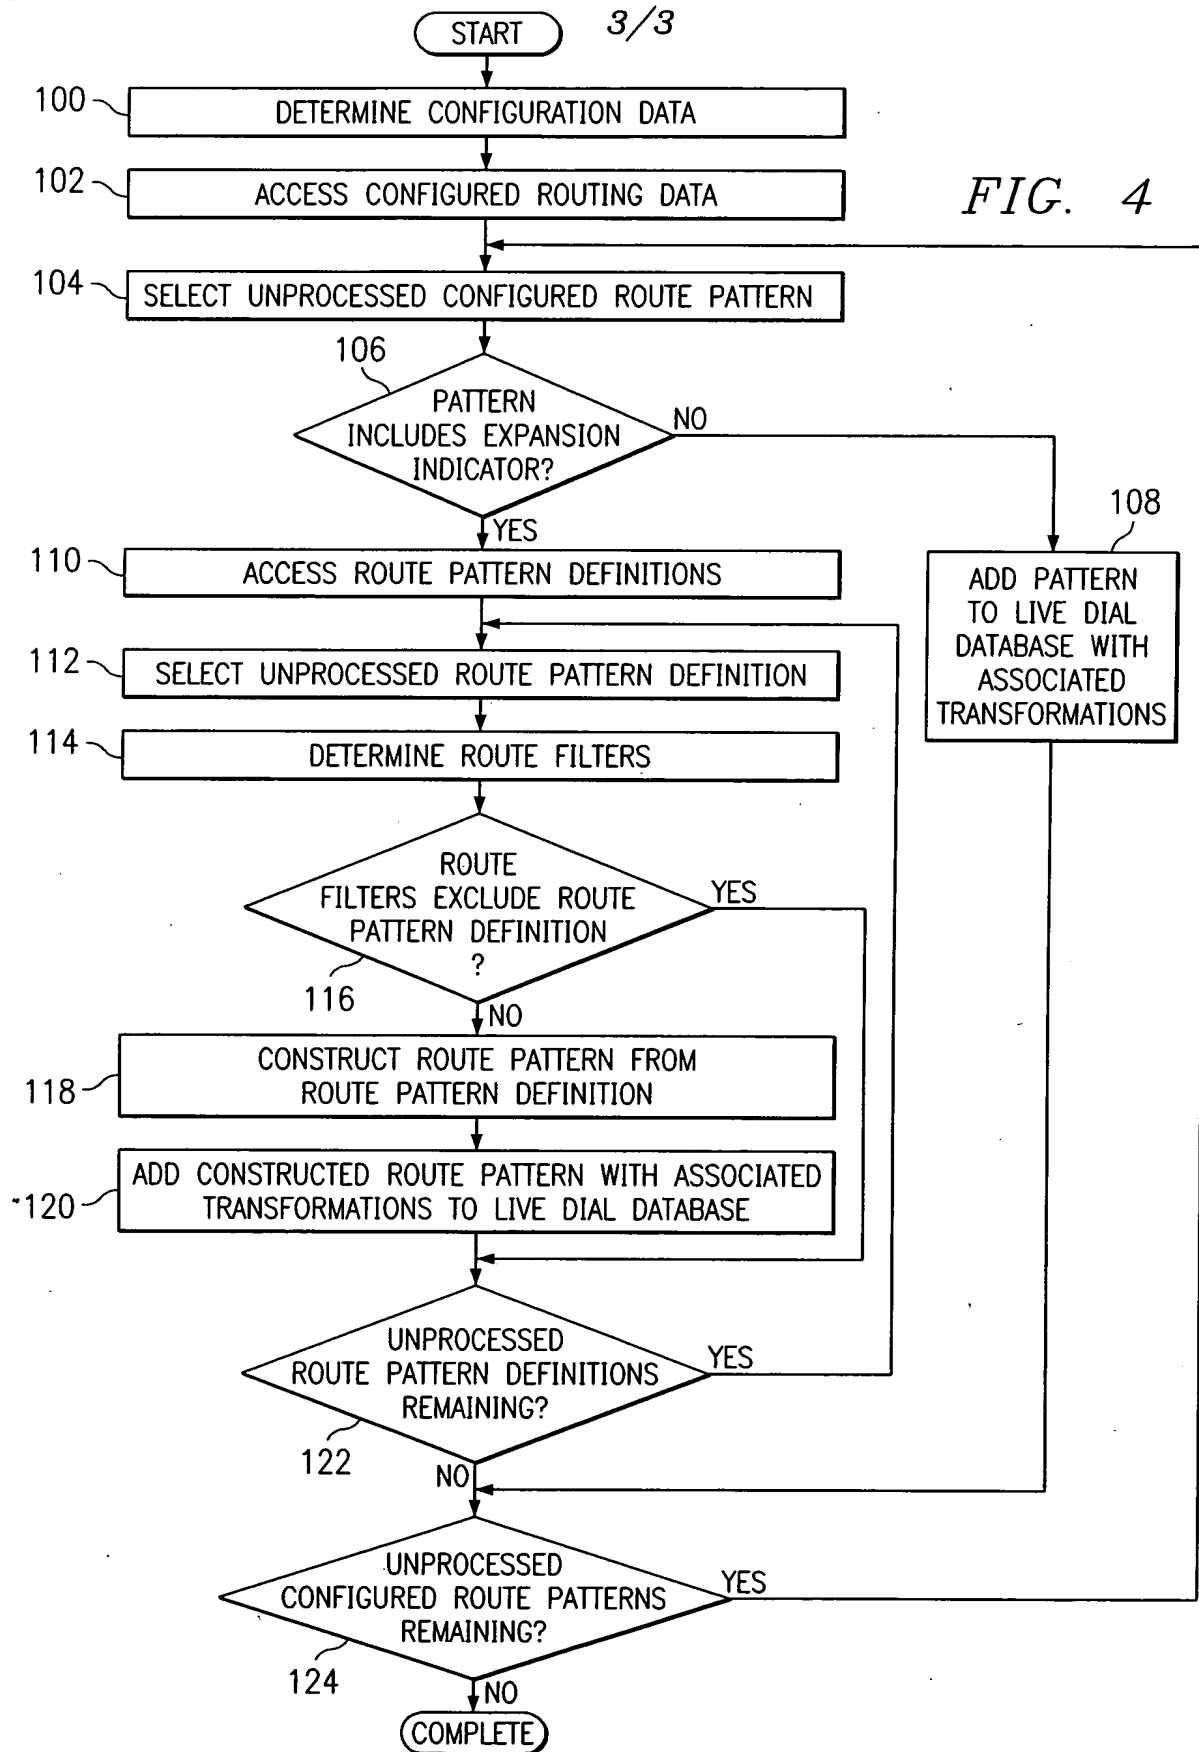 START
3/3
100
DETERMINE CONFIGURATION DATA
102
ACCESS CONFIGURED ROUTING DATA
FIG. 4
104
SELECT UNPROCESSED CONFIGURED ROUTE PATTERN
106
PATTERN
INCLUDES EXPANSION
INDICATOR?
NO
YES
108
ADD PATTERN
TO LIVE DIAL
DATABASE WITH
ASSOCIATED
TRANSFORMATIONS
110
ACCESS ROUTE PATTERN DEFINITIONS
112
SELECT UNPROCESSED ROUTE PATTERN DEFINITION
114
DETERMINE ROUTE FILTERS
ROUTE
FILTERS EXCLUDE ROUTE
PATTERN DEFINITION
?
YES
116
NO
118
CONSTRUCT ROUTE PATTERN FROM
ROUTE PATTERN DEFINITION
120
ADD CONSTRUCTED ROUTE PATTERN WITH ASSOCIATED
TRANSFORMATIONS TO LIVE DIAL DATABASE
UNPROCESSED
ROUTE PATTERN DEFINITIONS
REMAINING?
YES
122
NO
UNPROCESSED
CONFIGURED ROUTE PATTERNS
REMAINING?
YES
124
NO
COMPLETE